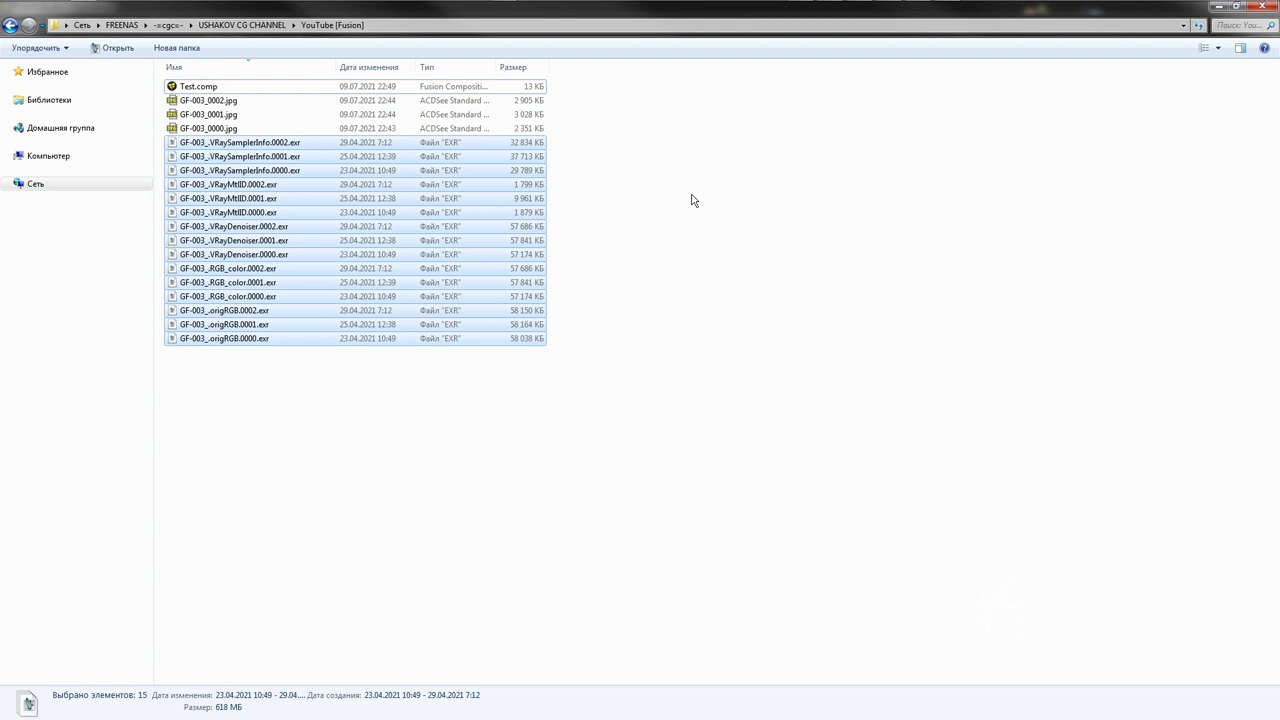 Сеть ▸ FREENAS ▸ -=cgc=- ▸ USHAKOV CG CHANNEL ▸ YouTube [Fusion]
Поиск: You...
Упорядочить Открыть Новая папка
Имя Дата изменения Тип Размер
Избранное
Библиотеки
Домашняя группа
Компьютер
Сеть
Test.comp 09.07.2021 22:49 Fusion Compositi... 13 КБ
GF-003_0002.jpg 09.07.2021 22:44 ACDSee Standard ... 2 905 КБ
GF-003_0001.jpg 09.07.2021 22:44 ACDSee Standard ... 3 028 КБ
GF-003_0000.jpg 09.07.2021 22:43 ACDSee Standard ... 2 351 КБ
GF-003_.VRaySamplerInfo.0002.exr 29.04.2021 7:12 Файл "EXR" 32 834 КБ
GF-003_.VRaySamplerInfo.0001.exr 25.04.2021 12:39 Файл "EXR" 37 713 КБ
GF-003_.VRaySamplerInfo.0000.exr 23.04.2021 10:49 Файл "EXR" 29 789 КБ
GF-003_.VRayMtlID.0002.exr 29.04.2021 7:12 Файл "EXR" 1 799 КБ
GF-003_.VRayMtlID.0001.exr 25.04.2021 12:38 Файл "EXR" 9 961 КБ
GF-003_.VRayMtlID.0000.exr 23.04.2021 10:49 Файл "EXR" 1 879 КБ
GF-003_.VRayDenoiser.0002.exr 29.04.2021 7:12 Файл "EXR" 57 686 КБ
GF-003_.VRayDenoiser.0001.exr 25.04.2021 12:38 Файл "EXR" 57 841 КБ
GF-003_.VRayDenoiser.0000.exr 23.04.2021 10:49 Файл "EXR" 57 174 КБ
GF-003_.RGB_color.0002.exr 29.04.2021 7:12 Файл "EXR" 57 686 КБ
GF-003_.RGB_color.0001.exr 25.04.2021 12:39 Файл "EXR" 57 841 КБ
GF-003_.RGB_color.0000.exr 23.04.2021 10:49 Файл "EXR" 57 174 КБ
GF-003_.origRGB.0002.exr 29.04.2021 7:12 Файл "EXR" 58 150 КБ
GF-003_.origRGB.0001.exr 25.04.2021 12:38 Файл "EXR" 58 164 КБ
GF-003_.origRGB.0000.exr 23.04.2021 10:49 Файл "EXR" 58 038 КБ
Выбрано элементов: 15 Дата изменения: 23.04.2021 10:49 - 29.04.... Дата создания: 23.04.2021 10:49 - 29.04.2021 7:12
Размер: 618 МБ